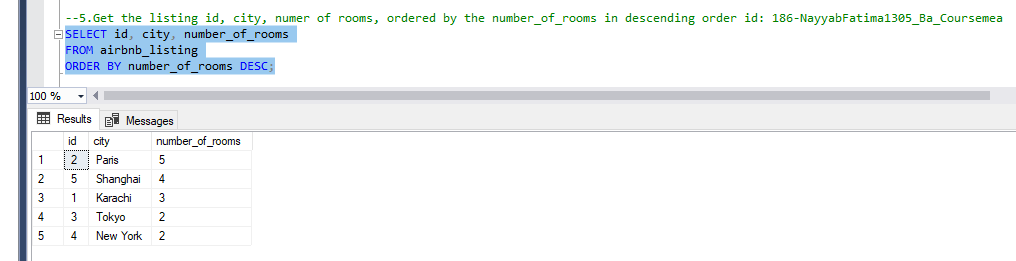 --5.Get the listing id, city, numer of rooms, ordered by the number_of_rooms in descending order id: 186-NayyabFatima1305_Ba_Coursemea
SELECT id, city, number_of_rooms
FROM airbnb_listing
ORDER BY number_of_rooms DESC;
100 %
Results Messages
id city number_of_rooms
1 2 Paris 5
2 5 Shanghai 4
3 1 Karachi 3
4 3 Tokyo 2
5 4 New York 2